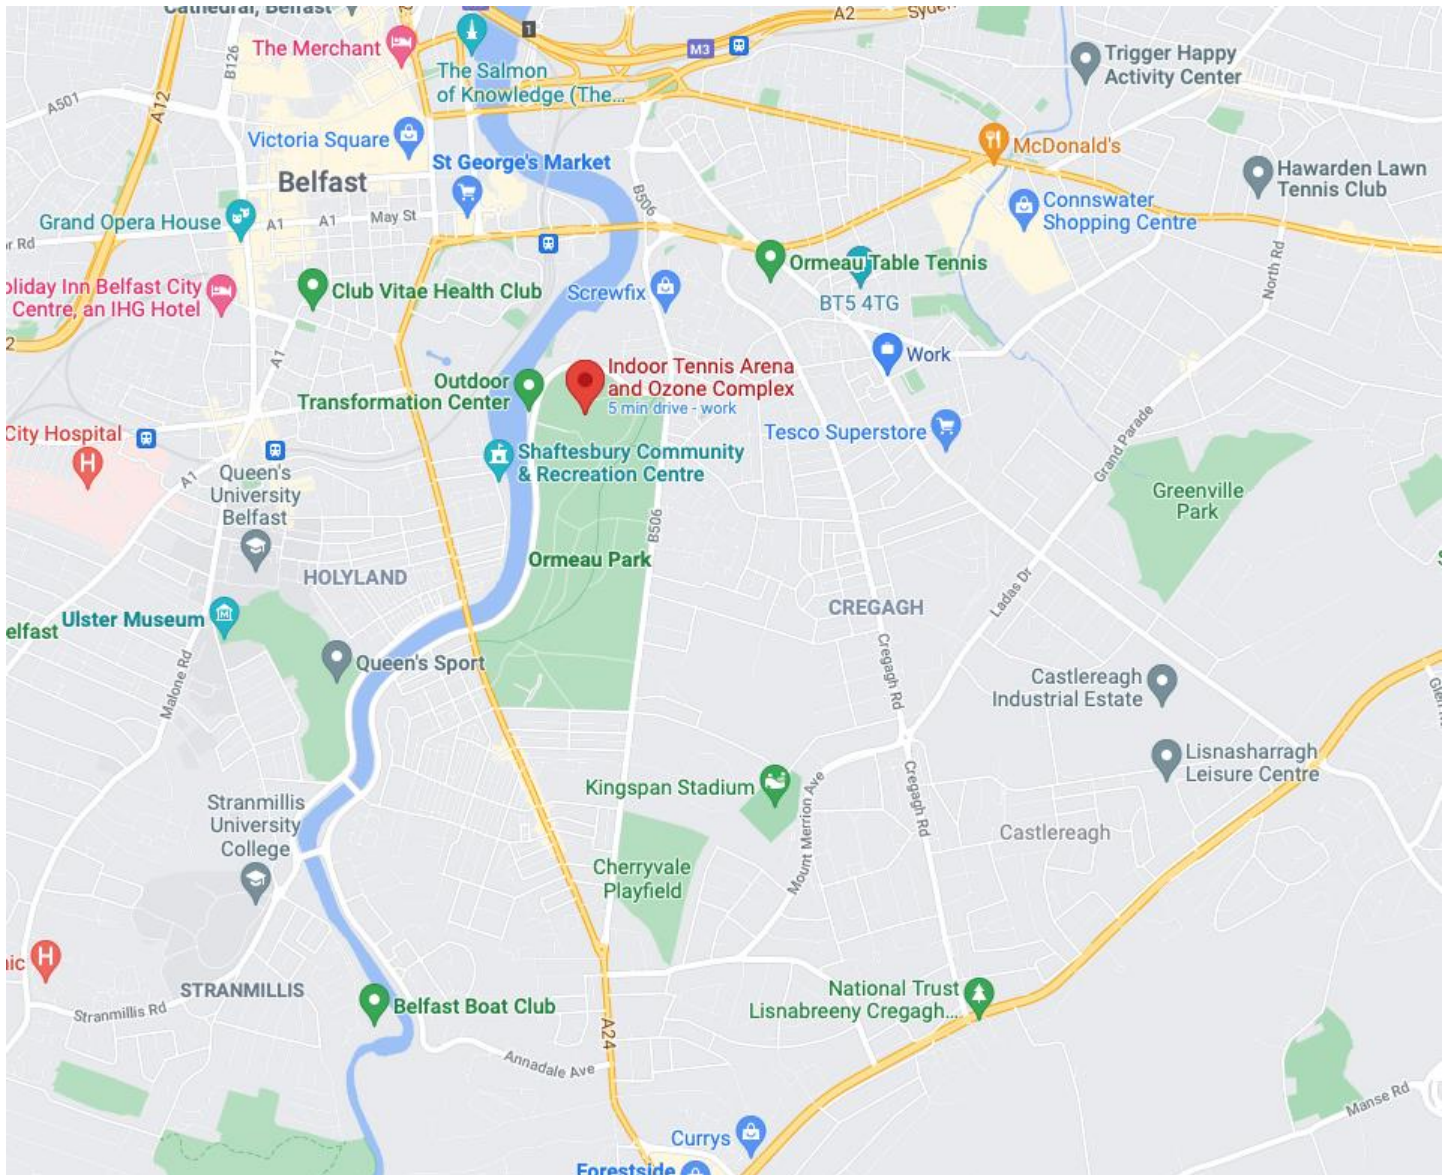 Cathedral, Belfast
The Merchant
The Salmon
of Knowledge (The...
1
M3
A2
Trigger Happy
Activity Center
B126
A501
A12
Victoria Square
St George's Market
Belfast
McDonald's
Hawarden Lawn
Tennis Club
B506
Connswater
Shopping Centre
Grand Opera House
A1
A1
May St
or Rd
North Rd
Ormeau Table Tennis
BT5 4TG
oliday Inn Belfast City
Centre, an IHG Hotel
Club Vitae Health Club
Screwfix
2
A1
Work
Indoor Tennis Arena
and Ozone Complex
5 min drive - work
Outdoor
Transformation Center
City Hospital
H
Tesco Superstore
Grand Parade
Shaftesbury Community
& Recreation Centre
A1
Queen's
University
Belfast
Greenville
Park
B506
Ormeau Park
HOLYLAND
Ladas Dr
CREGAGH
Ulster Museum
elfast
Queen's Sport
Malone Rd
Cregagh Rd
Castlereagh
Industrial Estate
Lisnasharragh
Leisure Centre
Kingspan Stadium
Mount Merrion Ave
Cregagh Rd
Stranmillis
University
College
Castlereagh
Cherryvale
Playfield
nic
H
STRANMILLIS
Stranmillis Rd
Belfast Boat Club
National Trust
Lisnabreeny Cregagh...
A24
Annadale Ave
Manse Rd
Currys
Forestside